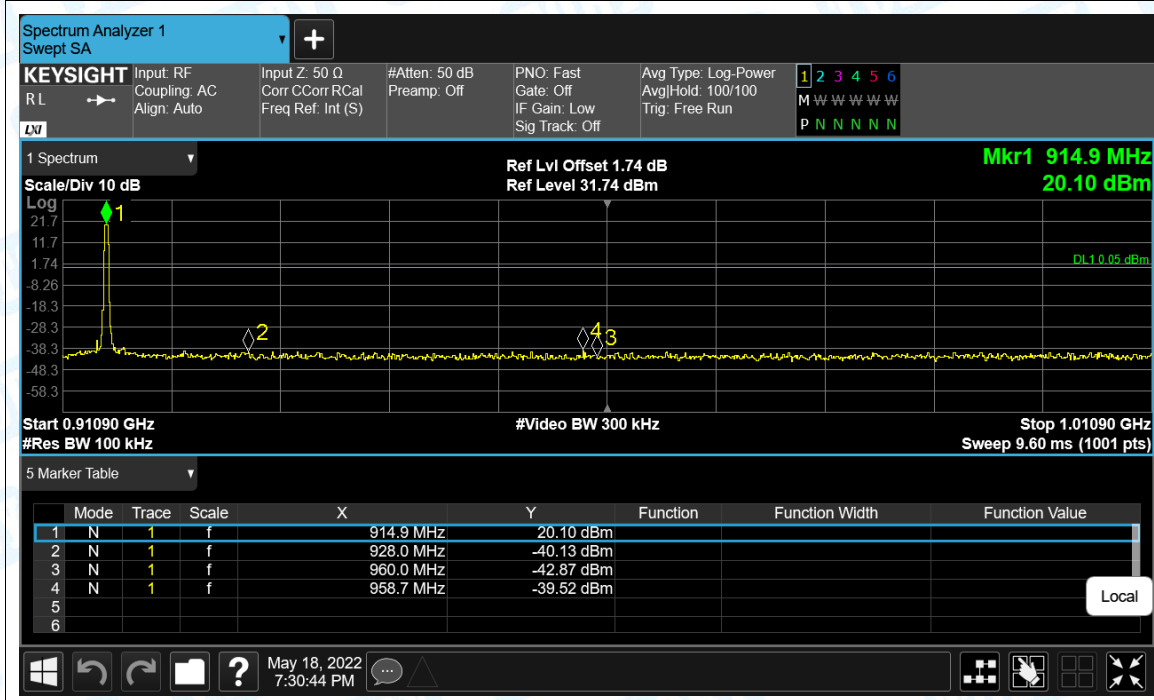 Spectrum Analyzer 1
Swept SA
+
KEYSIGHT
R L
LXI
Input: RF
Coupling: AC
Align: Auto
Input Z: 50 Ω
Corr CCorr RCal
Freq Ref: Int (S)
#Atten: 50 dB
Preamp: Off
PNO: Fast
Gate: Off
IF Gain: Low
Sig Track: Off
Avg Type: Log-Power
Avg|Hold: 100/100
Trig: Free Run
1 2 3 4 5 6
M W W W W W
P N N N N N
1 Spectrum
Scale/Div 10 dB
Ref Lvl Offset 1.74 dB
Ref Level 31.74 dBm
Mkr1 914.9 MHz
20.10 dBm
Log
21.7
11.7
1.74
-8.26
-18.3
-28.3
-38.3
-48.3
-58.3
1
2
4
3
DL1 0.05 dBm
Start 0.91090 GHz
#Res BW 100 kHz
#Video BW 300 kHz
Stop 1.01090 GHz
Sweep 9.60 ms (1001 pts)
5 Marker Table
Mode Trace Scale X Y Function Function Width Function Value
1 N 1 f 914.9 MHz 20.10 dBm
2 N 1 f 928.0 MHz -40.13 dBm
3 N 1 f 960.0 MHz -42.87 dBm
4 N 1 f 958.7 MHz -39.52 dBm
5
6
Local
?
May 18, 2022
7:30:44 PM